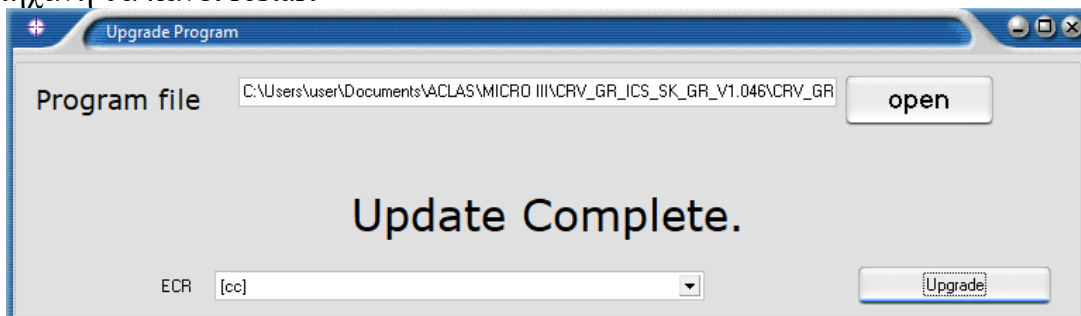 Upgrade Program
Program file
C:\Users\user\Documents\ACLAS\MICRO III\CRV_GR_ICS_SK_GR_V1.046\CRV_GR
open
Update Complete.
ECR
[cc]
Upgrade